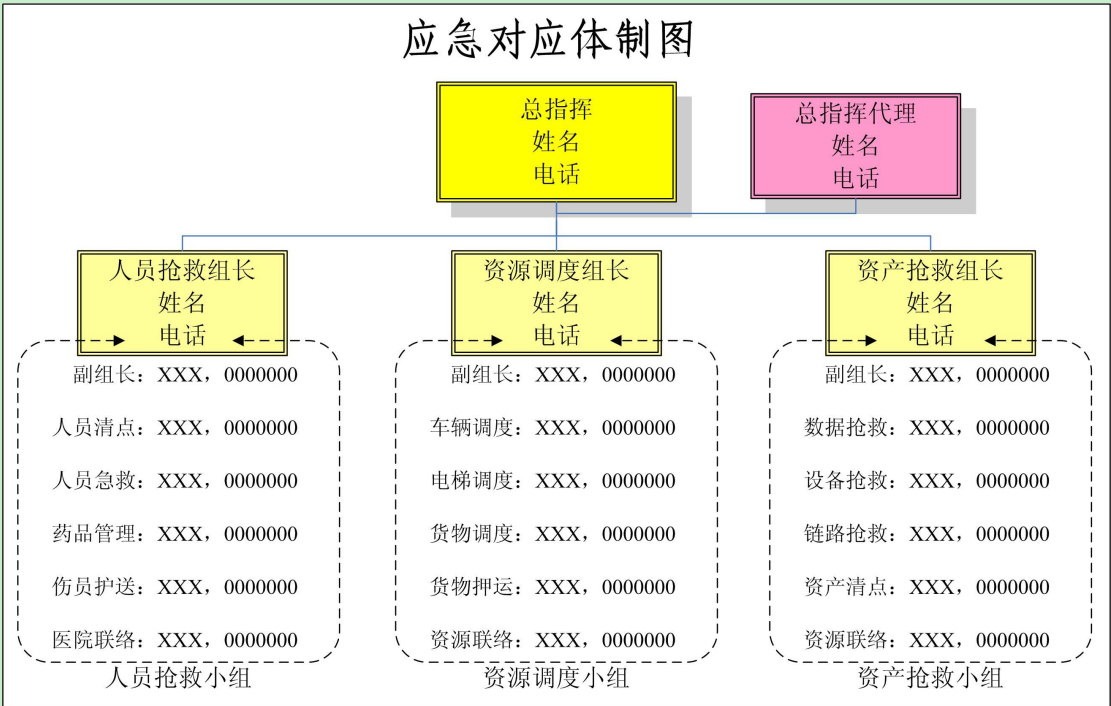 应急对应体制图
总指挥
姓名
电话
总指挥代理
姓名
电话
人员抢救组长
姓名
电话
副组长：XXX，0000000
人员清点：XXX，0000000
人员急救：XXX，0000000
药品管理：XXX，0000000
伤员护送：XXX，0000000
医院联络：XXX，0000000
人员抢救小组
资源调度组长
姓名
电话
副组长：XXX，0000000
车辆调度：XXX，0000000
电梯调度：XXX，0000000
货物调度：XXX，0000000
货物押运：XXX，0000000
资源联络：XXX，0000000
资源调度小组
资产抢救组长
姓名
电话
副组长：XXX，0000000
数据抢救：XXX，0000000
设备抢救：XXX，0000000
链路抢救：XXX，0000000
资产清点：XXX，0000000
资源联络：XXX，0000000
资产抢救小组